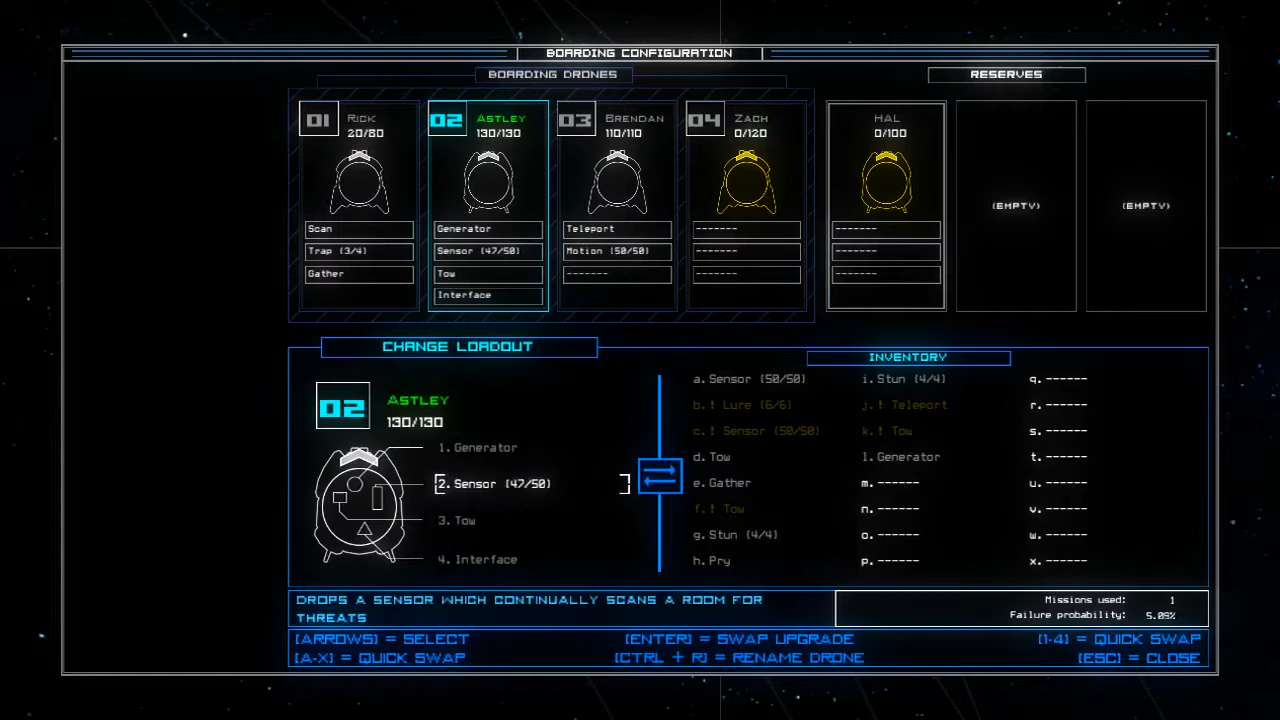 BOARDING CONFIGURATION
BOARDING DRONES
RESERVES
01 RICK 20/80
02 ASTLEY 130/130
03 BRENDAN 110/110
04 ZACH 0/120
HAL 0/100
(EMPTY)
(EMPTY)
Scan
Trap (3/4)
Gather
Generator
Sensor (47/50)
Tow
Interface
Teleport
Motion (50/50)
-------
-------
-------
-------
-------
-------
-------
CHANGE LOADOUT
INVENTORY
02 ASTLEY
130/130
1. Generator
2. Sensor (47/50)
3. Tow
4. Interface
a. Sensor (50/50)
b. ! Lure (6/6)
c. ! Sensor (50/50)
d. Tow
e. Gather
f. ! Tow
g. Stun (4/4)
h. Pry
i. Stun (4/4)
j. ! Teleport
k. ! Tow
l. Generator
m. ------
n. ------
o. ------
p. ------
q. ------
r. ------
s. ------
t. ------
u. ------
v. ------
w. ------
x. ------
DROPS A SENSOR WHICH CONTINUALLY SCANS A ROOM FOR
THREATS
Missions used: 1
Failure probability: 5.09%
[ARROWS] = SELECT
[ENTER] = SWAP UPGRADE
[1-4] = QUICK SWAP
[A-X] = QUICK SWAP
[CTRL + R] = RENAME DRONE
[ESC] = CLOSE